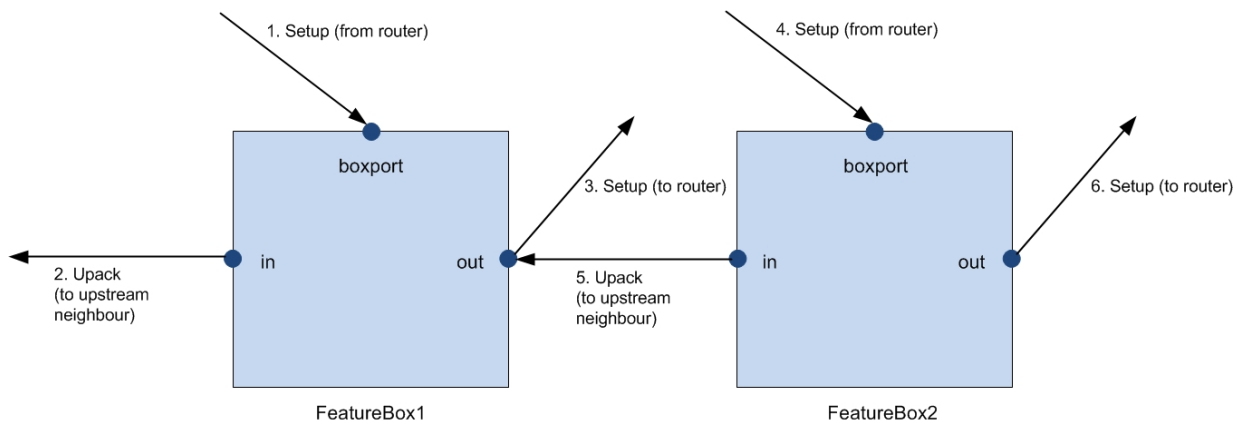 1. Setup (from router)
4. Setup (from router)
boxport
boxport
3. Setup (to router)
6. Setup (to router)
in
out
in
out
2. Upack
(to upstream
neighbour)
5. Upack
(to upstream
neighbour)
FeatureBox1
FeatureBox2